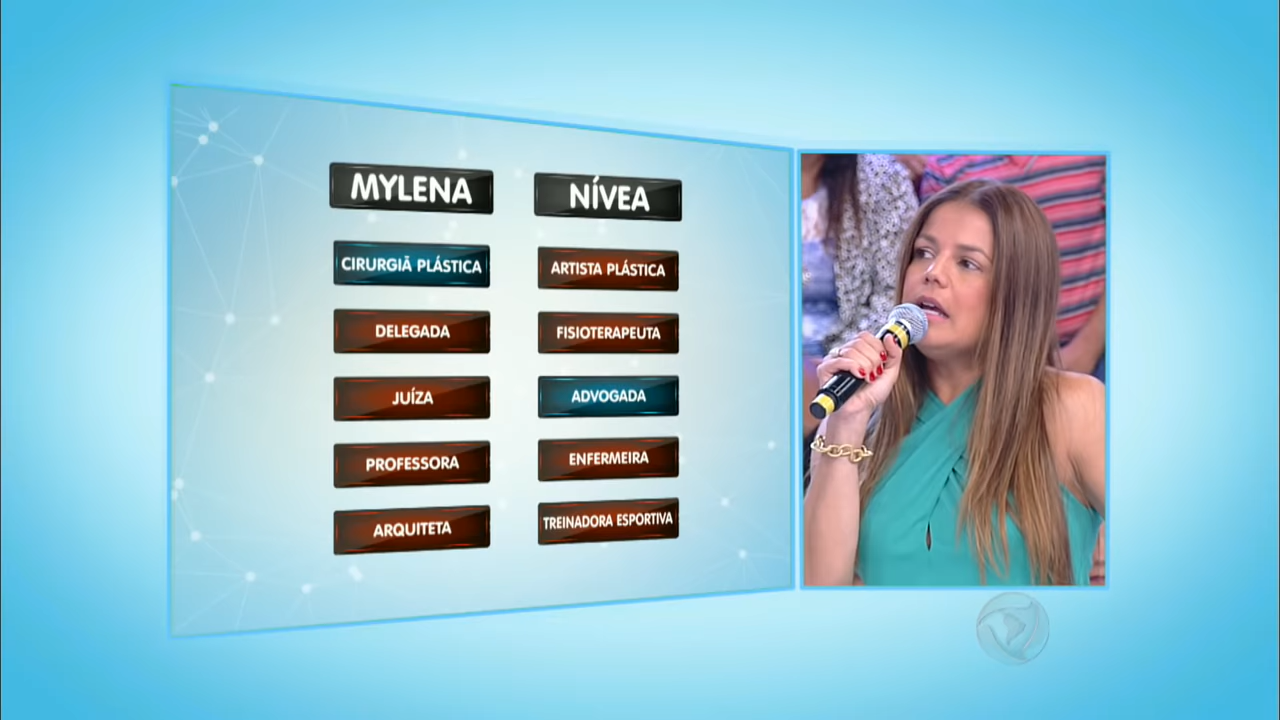 MYLENA
CIRURGIÃ PLÁSTICA
DELEGADA
JUÍZA
PROFESSORA
ARQUITETA
NÍVEA
ARTISTA PLÁSTICA
FISIOTERAPEUTA
ADVOGADA
ENFERMEIRA
TREINADORA ESPORTIVA